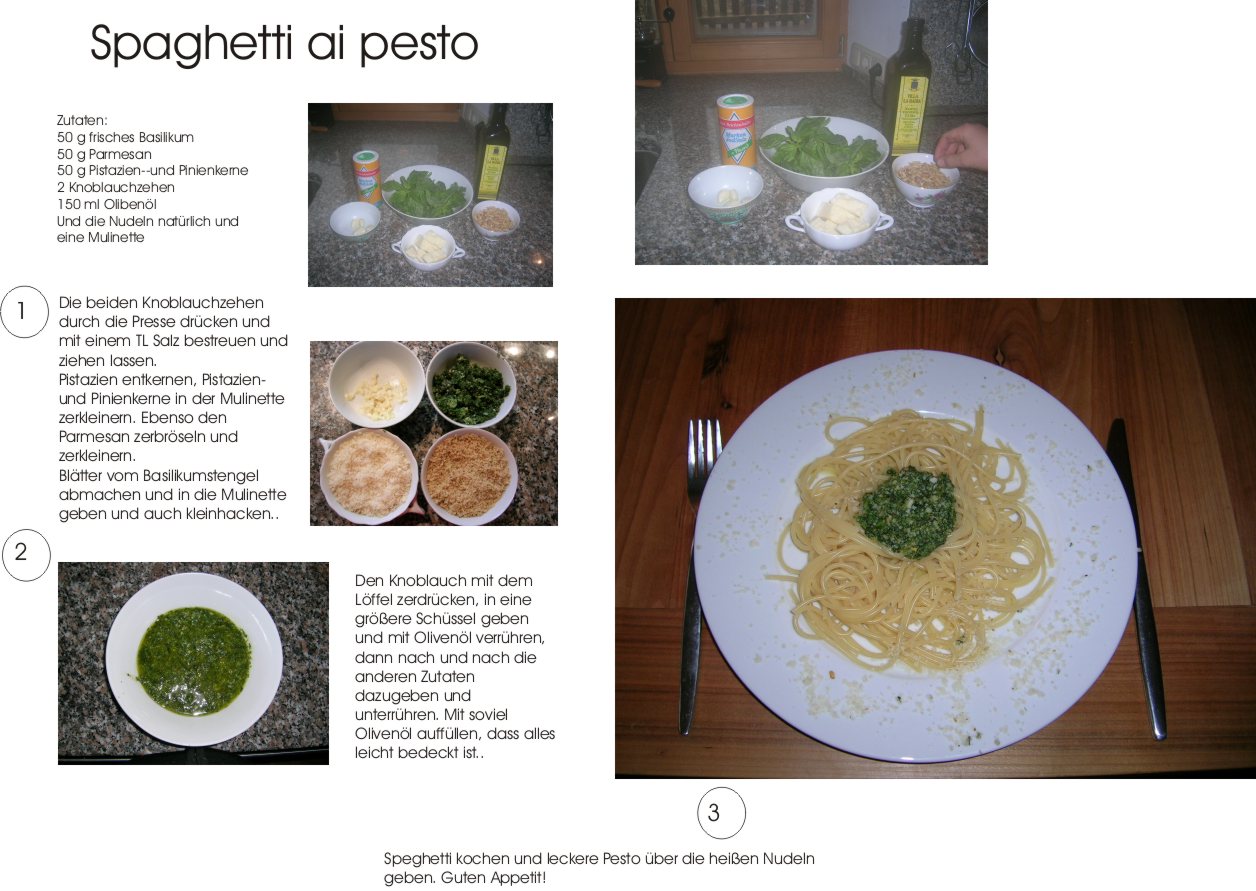 Spaghetti ai pesto
Zutaten:
50 g frisches Basilikum
50 g Parmesan
50 g Pistazien--und Pinienkerne
2 Knoblauchzehen
150 ml Olibenöl
Und die Nudeln natürlich und
eine Mulinette
1
Die beiden Knoblauchzehen
durch die Presse drücken und
mit einem TL Salz bestreuen und
ziehen lassen.
Pistazien entkernen, Pistazien-
und Pinienkerne in der Mulinette
zerkleinern. Ebenso den
Parmesan zerbröseln und
zerkleinern.
Blätter vom Basilikumstengel
abmachen und in die Mulinette
geben und auch kleinhacken..
2
Den Knoblauch mit dem
Löffel zerdrücken, in eine
größere Schüssel geben
und mit Olivenöl verrühren,
dann nach und nach die
anderen Zutaten
dazugeben und
unterrühren. Mit soviel
Olivenöl auffüllen, dass alles
leicht bedeckt ist..
3
Speghetti kochen und leckere Pesto über die heißen Nudeln
geben. Guten Appetit!